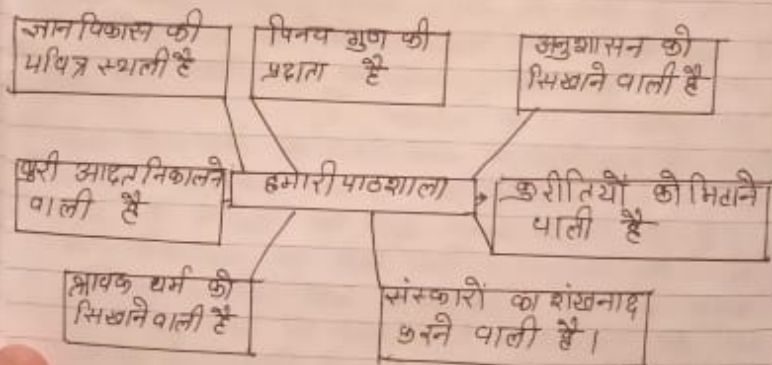 ज्ञान विकास की
पवित्र स्थली है
विनय गुण की
प्रदाता है
अनुशासन को
सिखाने वाली है
बुरी आदत निकालने
वाली है
हमारी पाठशाला
कुरीतियों को मिटाने
वाली है
श्रावक धर्म को
सिखाने वाली है
संस्कारों का शंखनाद
करने वाली है।